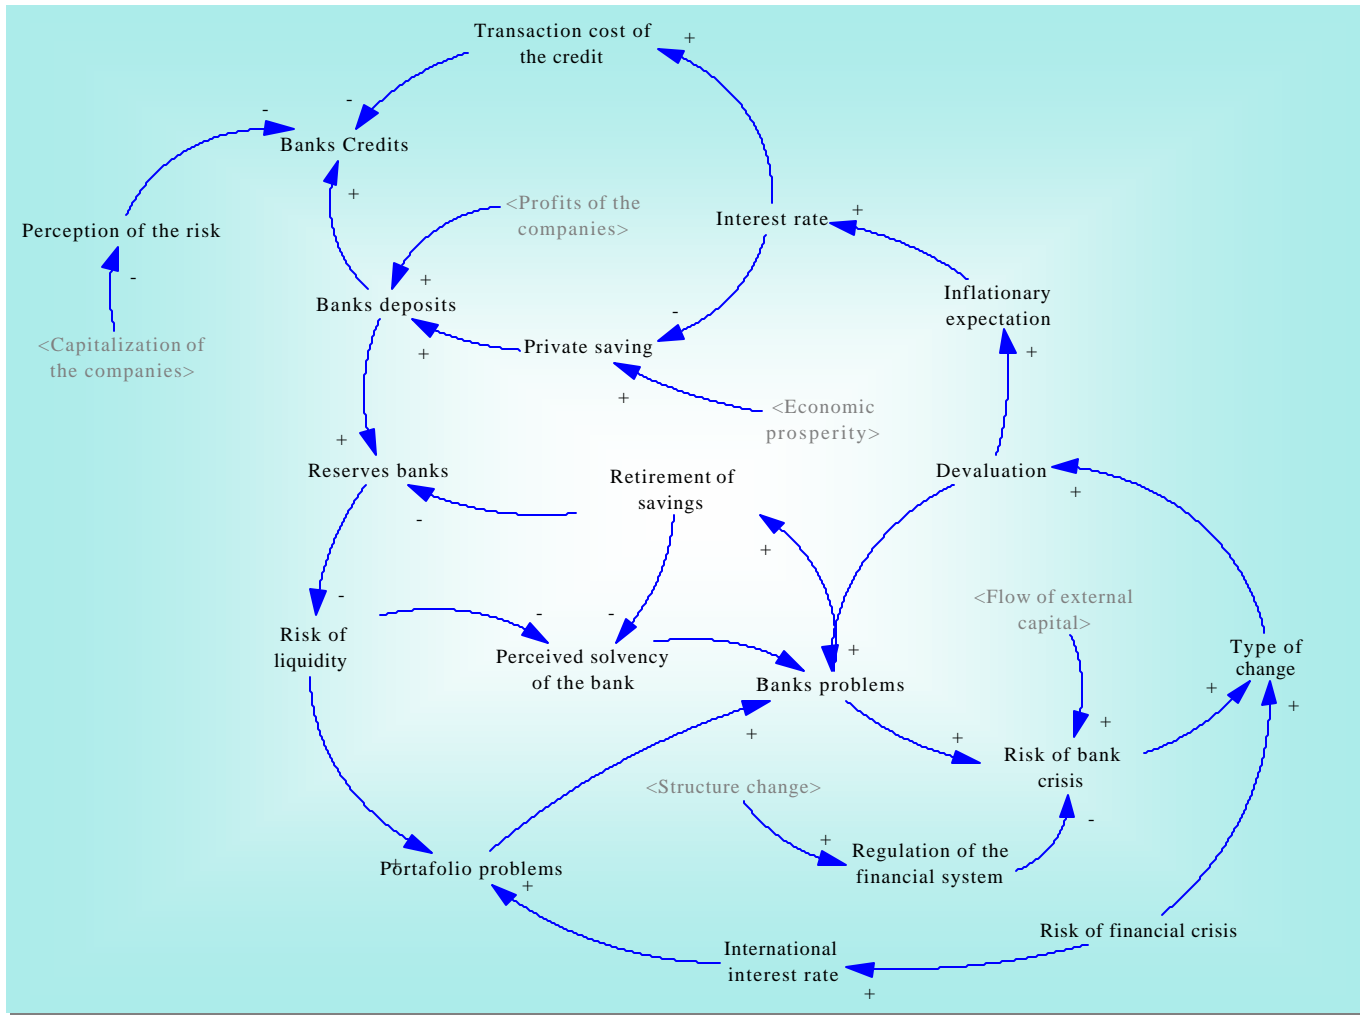 Transaction cost of
the credit
+
-
-
Banks Credits
+
<Profits of the
companies>
Interest rate
+
Perception of the risk
-
+
Banks deposits
Inflationary
expectation
-
<Capitalization of
the companies>
Private saving
+
+
+
<Economic
prosperity>
+
Reserves banks
Retirement of
savings
Devaluation
+
-
+
-
-
-
<Flow of external
capital>
Risk of
liquidity
Perceived solvency
of the bank
+
Banks problems
Type of
change
+
+
+
+
+
Risk of bank
crisis
<Structure change>
-
+
Regulation of the
financial system
+
Portafolio problems
+
Risk of financial crisis
International
interest rate
+